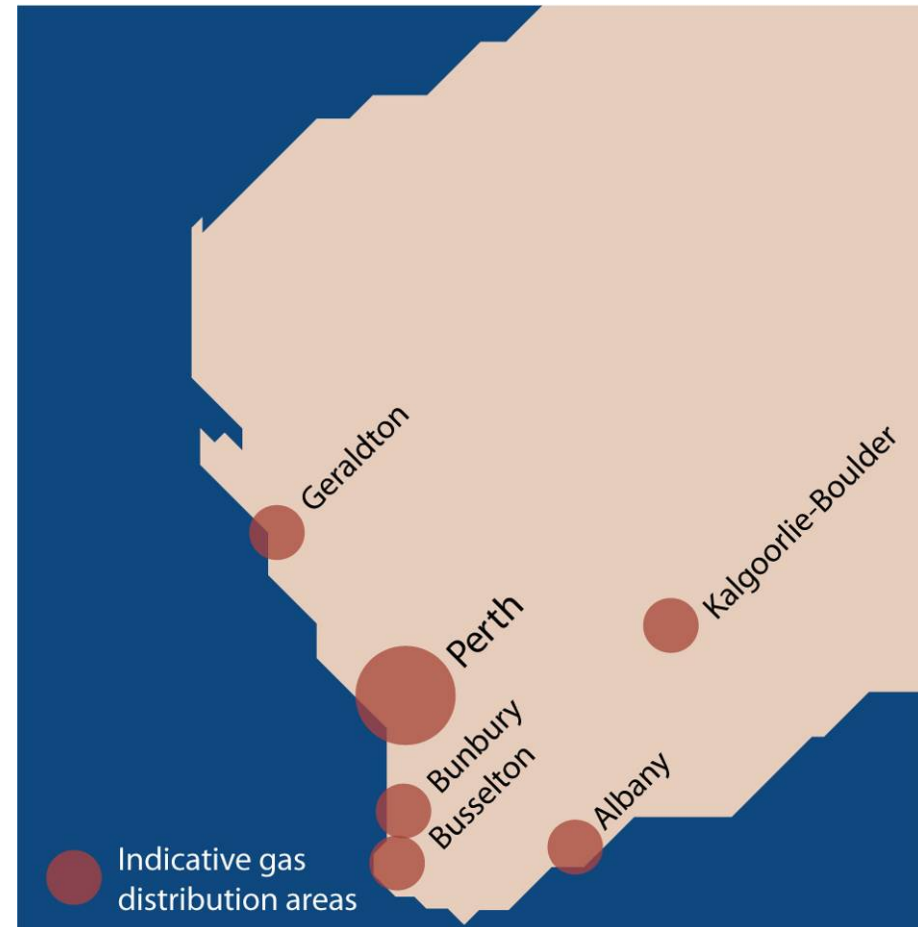 Geraldton
Kalgoorlie-Boulder
Perth
Bunbury
Busselton
Albany
Indicative gas
distribution areas